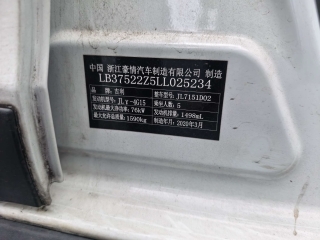 中国 浙江豪情汽车制造有限公司 制造
LB37522Z5LL025234
品牌 吉利 整车型号 JL7151D02
发动机型号 JLγ-4G15 乘坐人数 5
发动机最大净功率 76kW 发动机排量 1498mL
最大允许总质量 1590kg 制造年月 2020年3月